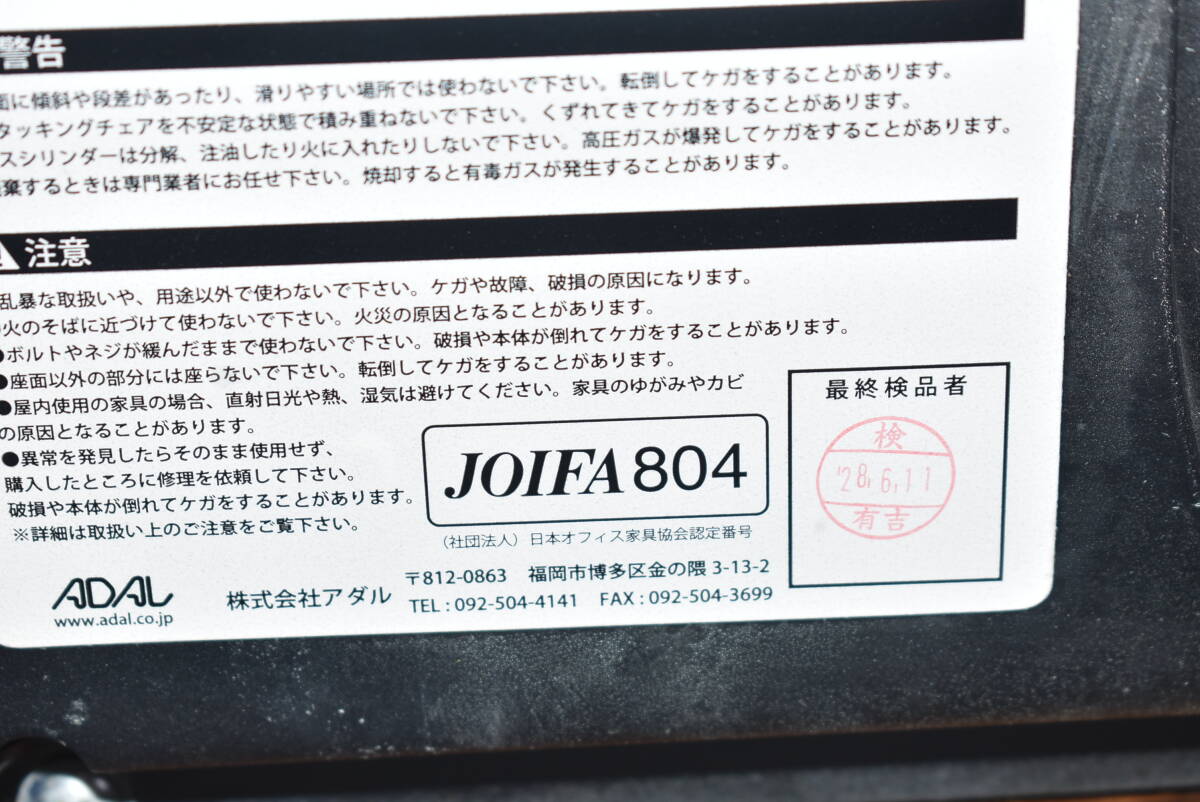 警告
面に傾斜や段差があったり、滑りやすい場所では使わないで下さい。転倒してケガをすることがあります。
タッキングチェアを不安定な状態で積み重ねないで下さい。くずれてきてケガをすることがあります。
スシリンダーは分解、注油したり火に入れたりしないで下さい。高圧ガスが爆発してケガをすることがあります。
棄するときは専門業者にお任せ下さい。焼却すると有毒ガスが発生することがあります。
注意
乱暴な取扱いや、用途以外で使わないで下さい。ケガや故障、破損の原因になります。
火のそばに近づけて使わないで下さい。火災の原因となることがあります。
●ボルトやネジが緩んだままで使わないで下さい。破損や本体が倒れてケガをすることがあります。
●座面以外の部分には座らないで下さい。転倒してケガをすることがあります。
●屋内使用の家具の場合、直射日光や熱、湿気は避けてください。家具のゆがみやカビ
の原因となることがあります。
●異常を発見したらそのまま使用せず、
購入したところに修理を依頼して下さい。
破損や本体が倒れてケガをすることがあります。
※詳細は取扱い上のご注意をご覧下さい。
JOIFA 804
（社団法人）日本オフィス家具協会認定番号
最終検品者
検
'28,6,11
有吉
ADAL
www.adal.co.jp
株式会社アダル
〒812-0863 福岡市博多区金の隈 3-13-2
TEL : 092-504-4141 FAX : 092-504-3699